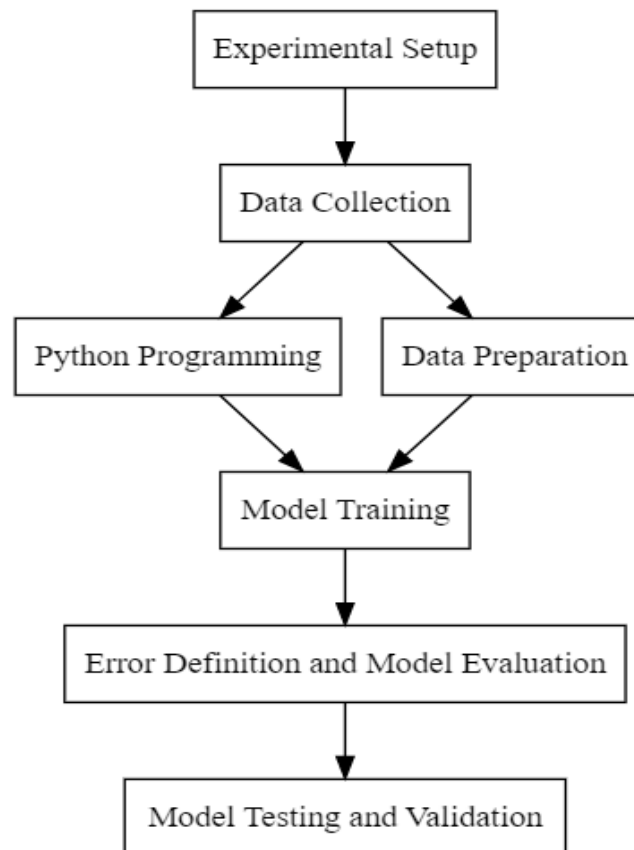 Experimental Setup
Data Collection
Python Programming
Data Preparation
Model Training
Error Definition and Model Evaluation
Model Testing and Validation